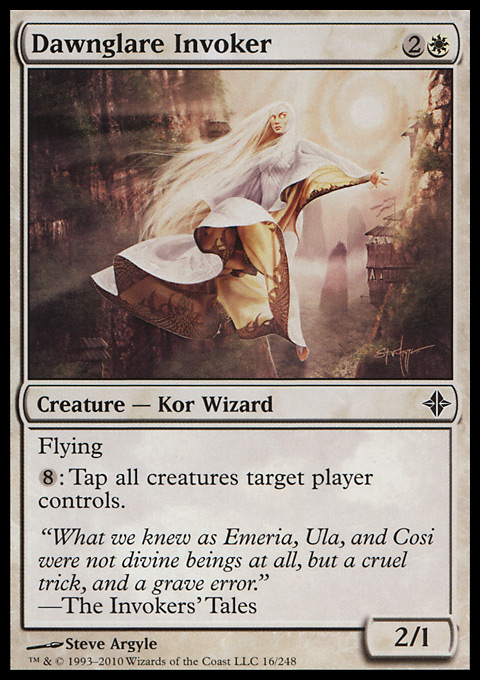 Dawnglare Invoker 2
Creature — Kor Wizard
Flying
8: Tap all creatures target player
controls.
“What we knew as Emeria, Ula, and Cosi
were not divine beings at all, but a cruel
trick, and a grave error.”
—The Invokers’ Tales
Steve Argyle
2/1
™ & © 1993–2010 Wizards of the Coast LLC 16/248